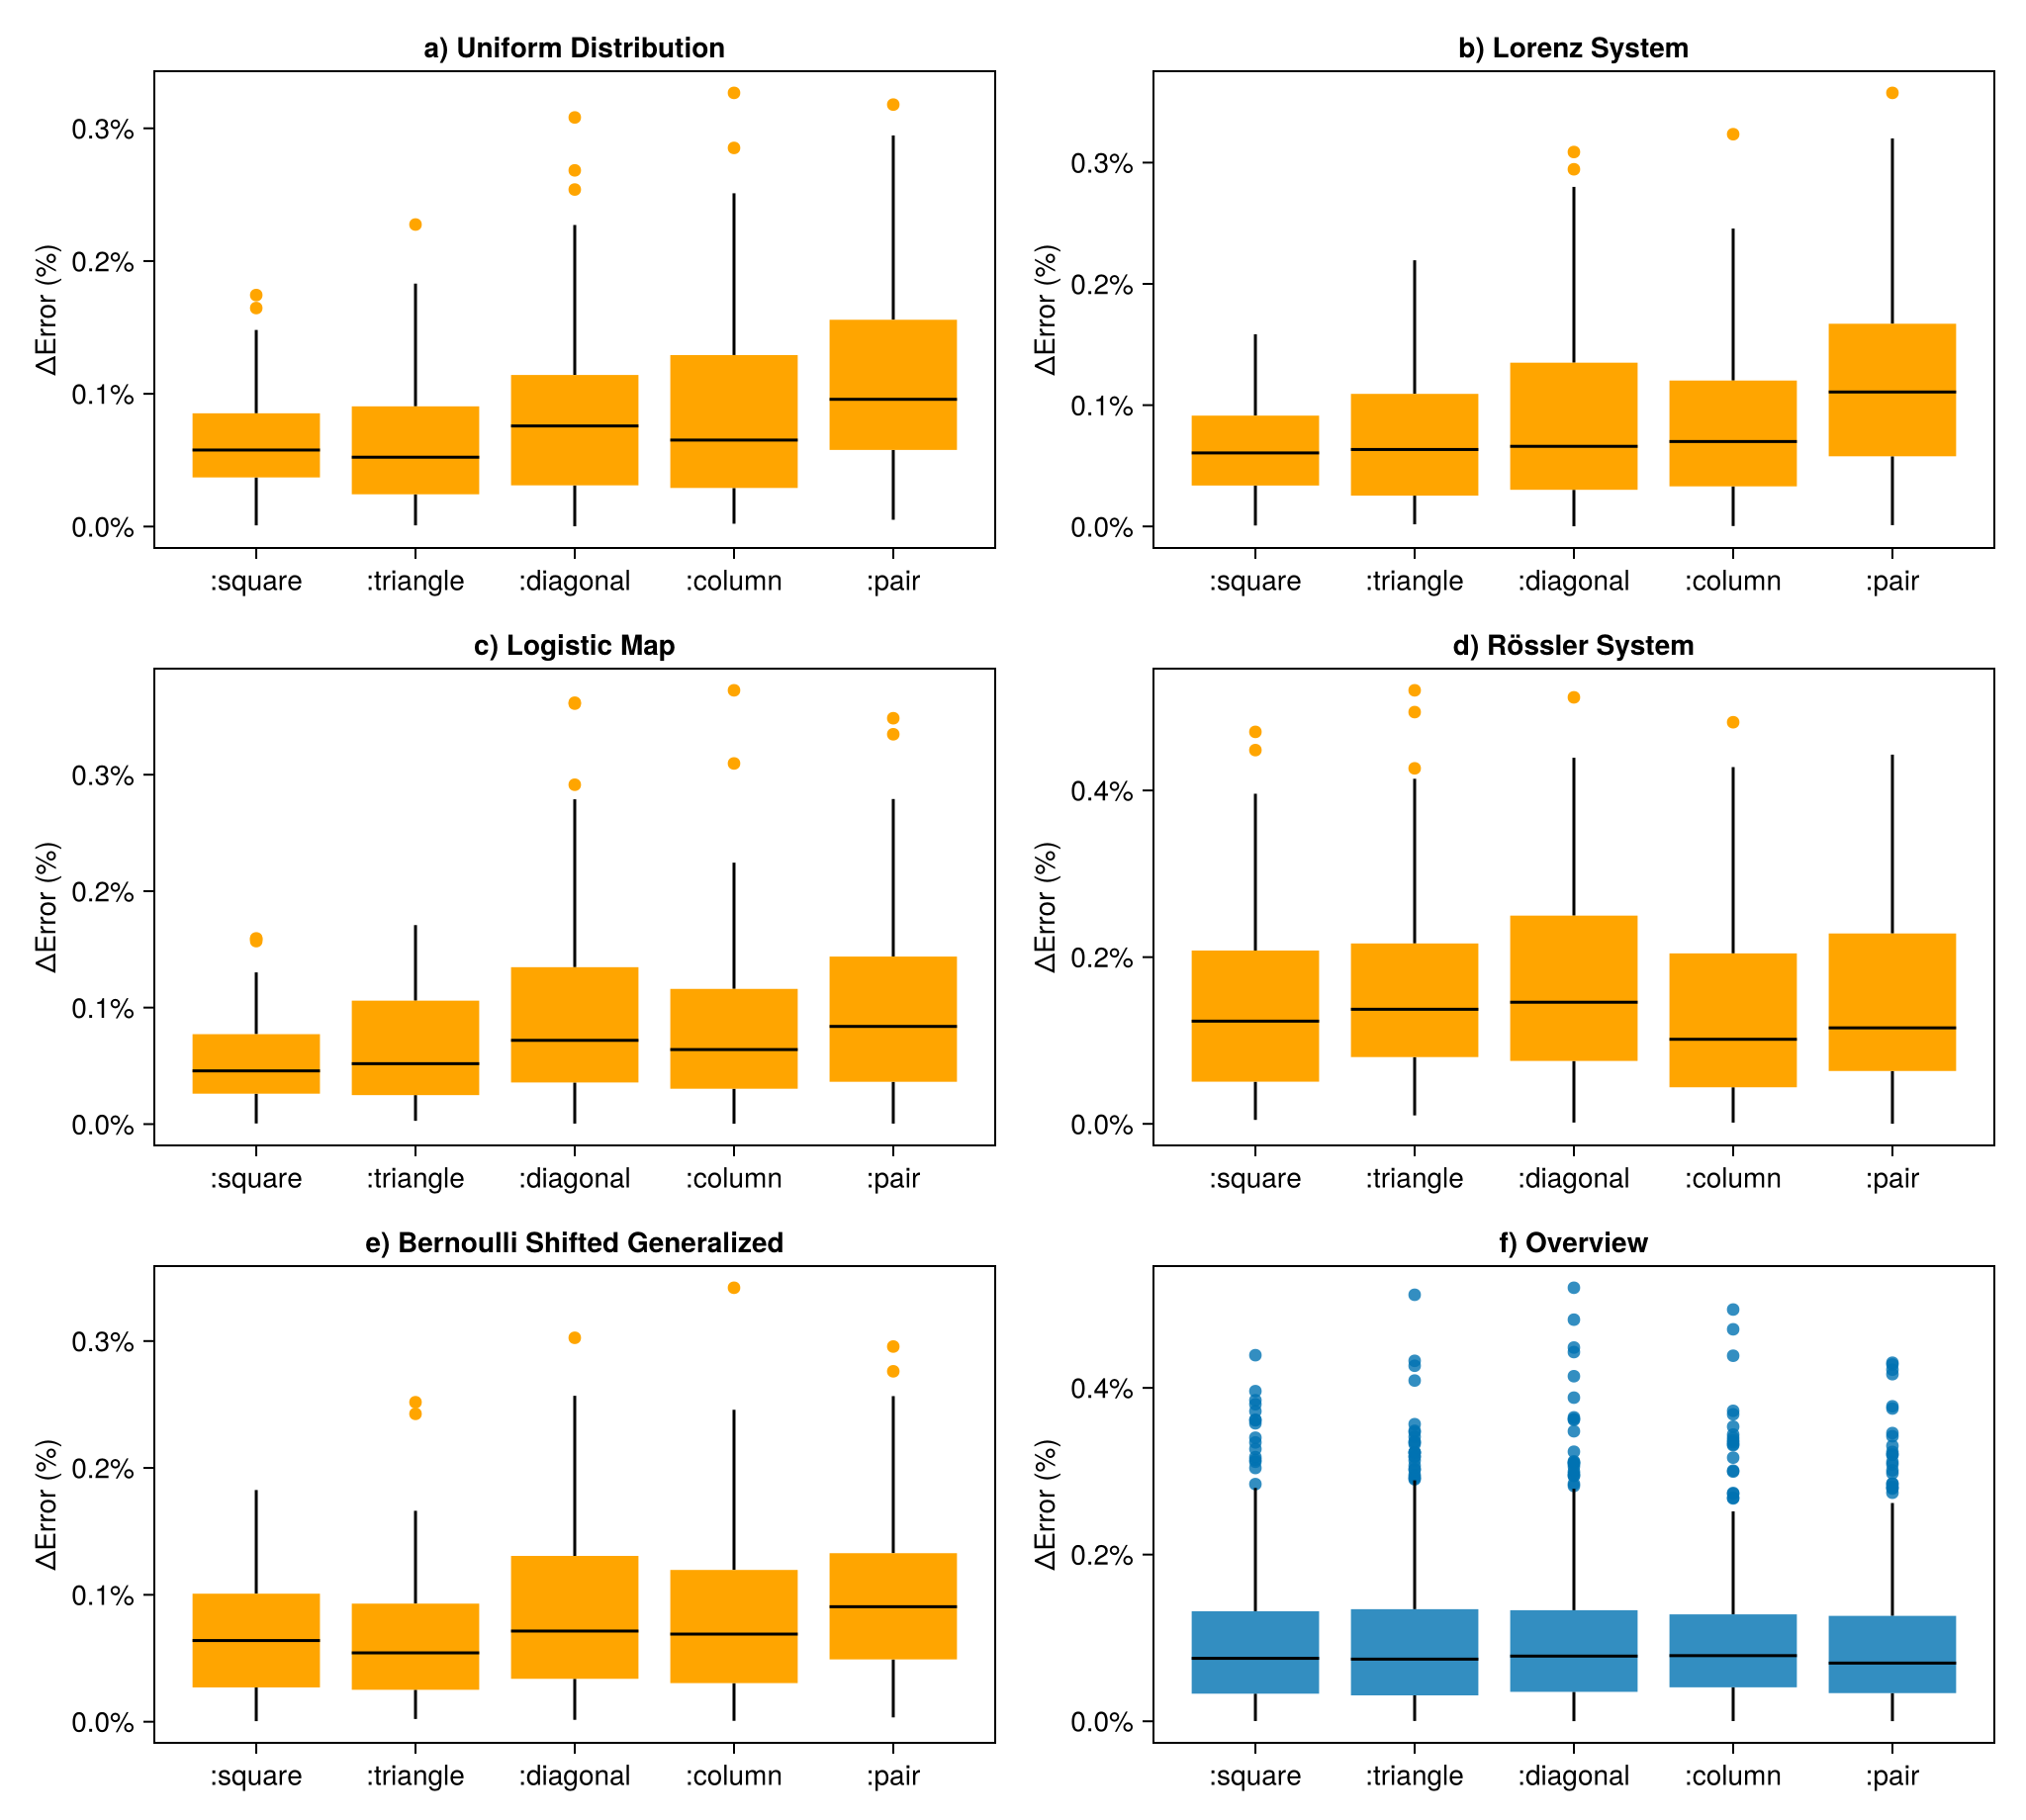 a) Uniform Distribution
ΔError (%)
0.3%
0.2%
0.1%
0.0%
:square :triangle :diagonal :column :pair
b) Lorenz System
ΔError (%)
0.3%
0.2%
0.1%
0.0%
:square :triangle :diagonal :column :pair
c) Logistic Map
ΔError (%)
0.3%
0.2%
0.1%
0.0%
:square :triangle :diagonal :column :pair
d) Rössler System
ΔError (%)
0.4%
0.2%
0.0%
:square :triangle :diagonal :column :pair
e) Bernoulli Shifted Generalized
ΔError (%)
0.3%
0.2%
0.1%
0.0%
:square :triangle :diagonal :column :pair
f) Overview
ΔError (%)
0.4%
0.2%
0.0%
:square :triangle :diagonal :column :pair